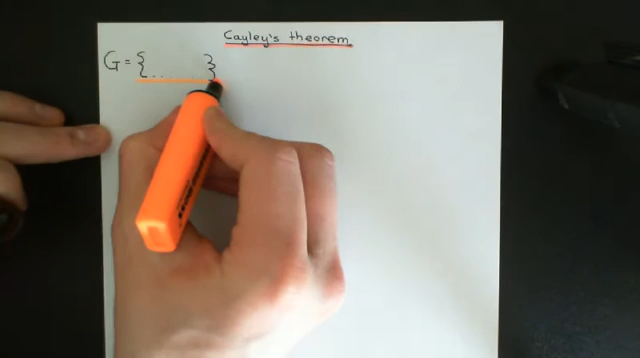 Cayley's theorem
G = {... }